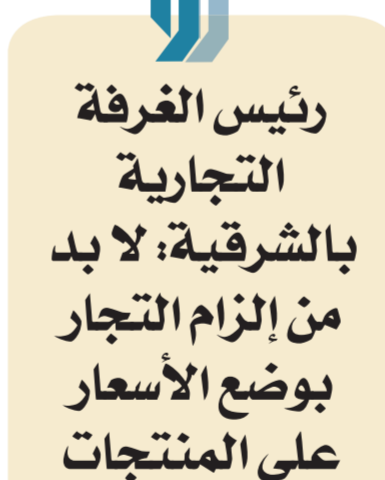 رئيس الغرفة
التجارية
بالشرقية: لا بد
من إلزام التجار
بوضع الأسعار
على المنتجات